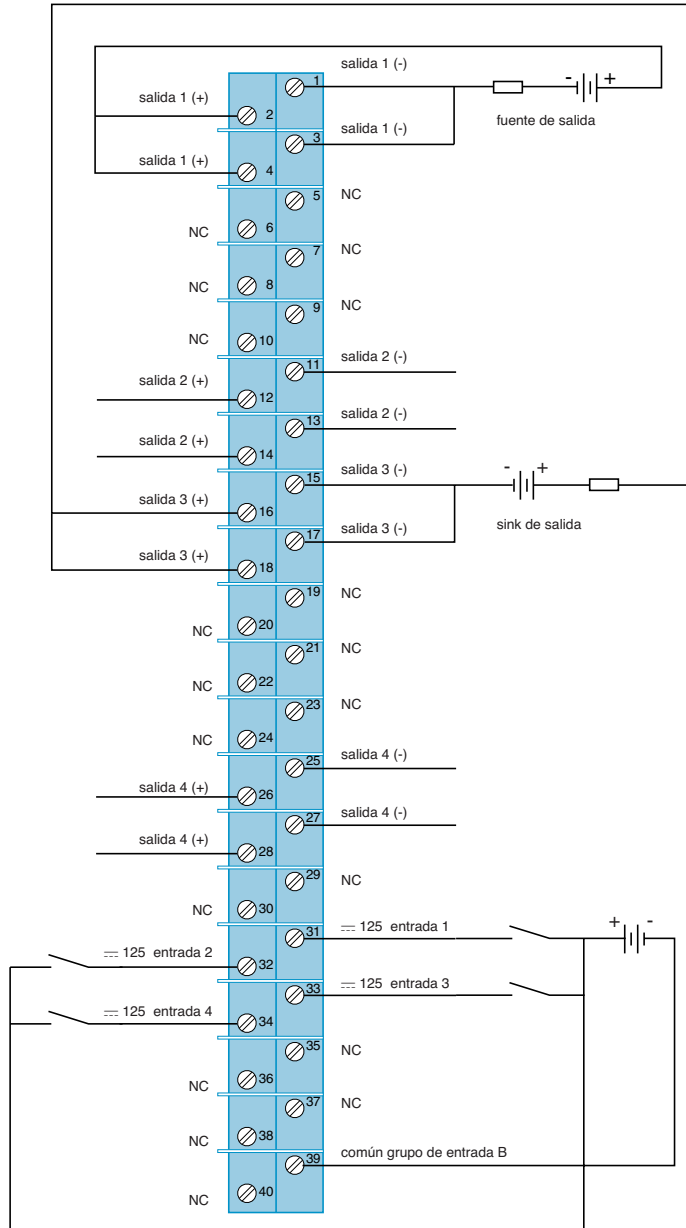 salida 1 (-)
1
- +
salida 1 (+)
fuente de salida
2
salida 1 (-)
3
salida 1 (+)
4
5
NC
6
NC
7
NC
8
NC
9
NC
10
NC
salida 2 (-)
11
salida 2 (+)
12
salida 2 (-)
13
salida 2 (+)
14
salida 3 (-)
15
- +
salida 3 (+)
16
sink de salida
salida 3 (-)
17
salida 3 (+)
18
19
NC
20
NC
21
NC
22
NC
23
NC
24
NC
salida 4 (-)
25
salida 4 (+)
26
salida 4 (-)
27
salida 4 (+)
28
29
NC
30
NC
31
⎓ 125 entrada 1
+ -
⎓ 125 entrada 2
32
33
⎓ 125 entrada 3
⎓ 125 entrada 4
34
35
NC
36
NC
37
NC
38
NC
39
común grupo de entrada B
40
NC